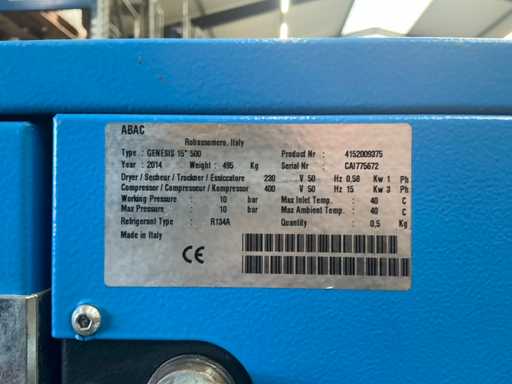 ABAC
Robassomero, Italy
Type : GENESIS 15" 500 Product Nr : 4152009375
Year : 2014 Weight : 495 Kg Serial Nr CAI775672
Dryer / Secheur / Trockner / Essiccatore 230 V 50 Hz 0,58 Kw 1 Ph
Compressor / Compresseur / Kompressor 400 V 50 Hz 15 Kw 3 Ph
Working Pressure : 10 bar Max Inlet Temp. : 40 C
Max Pressure : 10 bar Max Ambient Temp. : 40 C
Refrigerant Type : R134A Quantity : 0,5 Kg
Made in Italy
CE